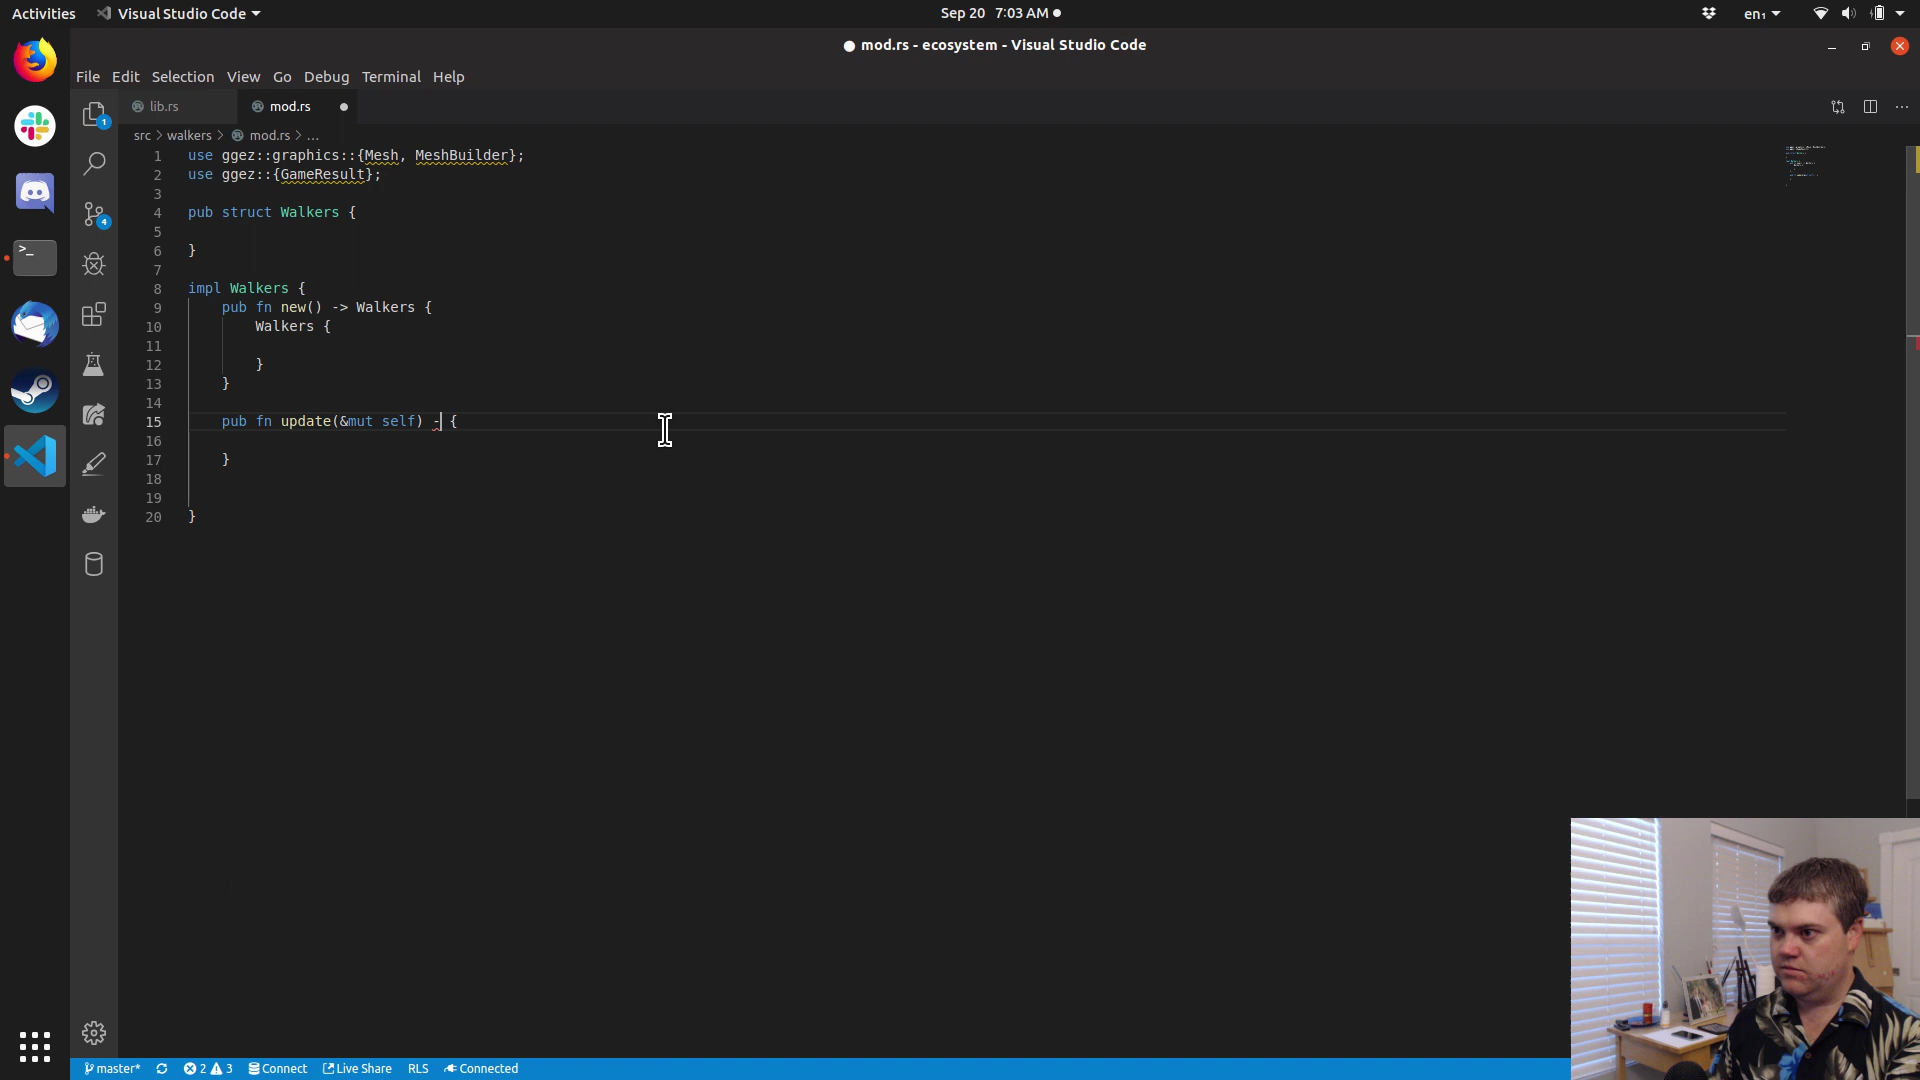 Activities Visual Studio Code Sep 20 7:03 AM en₁
mod.rs - ecosystem - Visual Studio Code
File Edit Selection View Go Debug Terminal Help
lib.rs mod.rs
src > walkers > mod.rs > ...
1 use ggez::graphics::{Mesh, MeshBuilder};
2 use ggez::{GameResult};
3
4 pub struct Walkers {
5
6 }
7
8 impl Walkers {
9 pub fn new() -> Walkers {
10 Walkers {
11
12 }
13 }
14
15 pub fn update(&mut self) - {
16
17 }
18
19
20 }
1
4
>_
master* 2 3 Connect Live Share RLS Connected